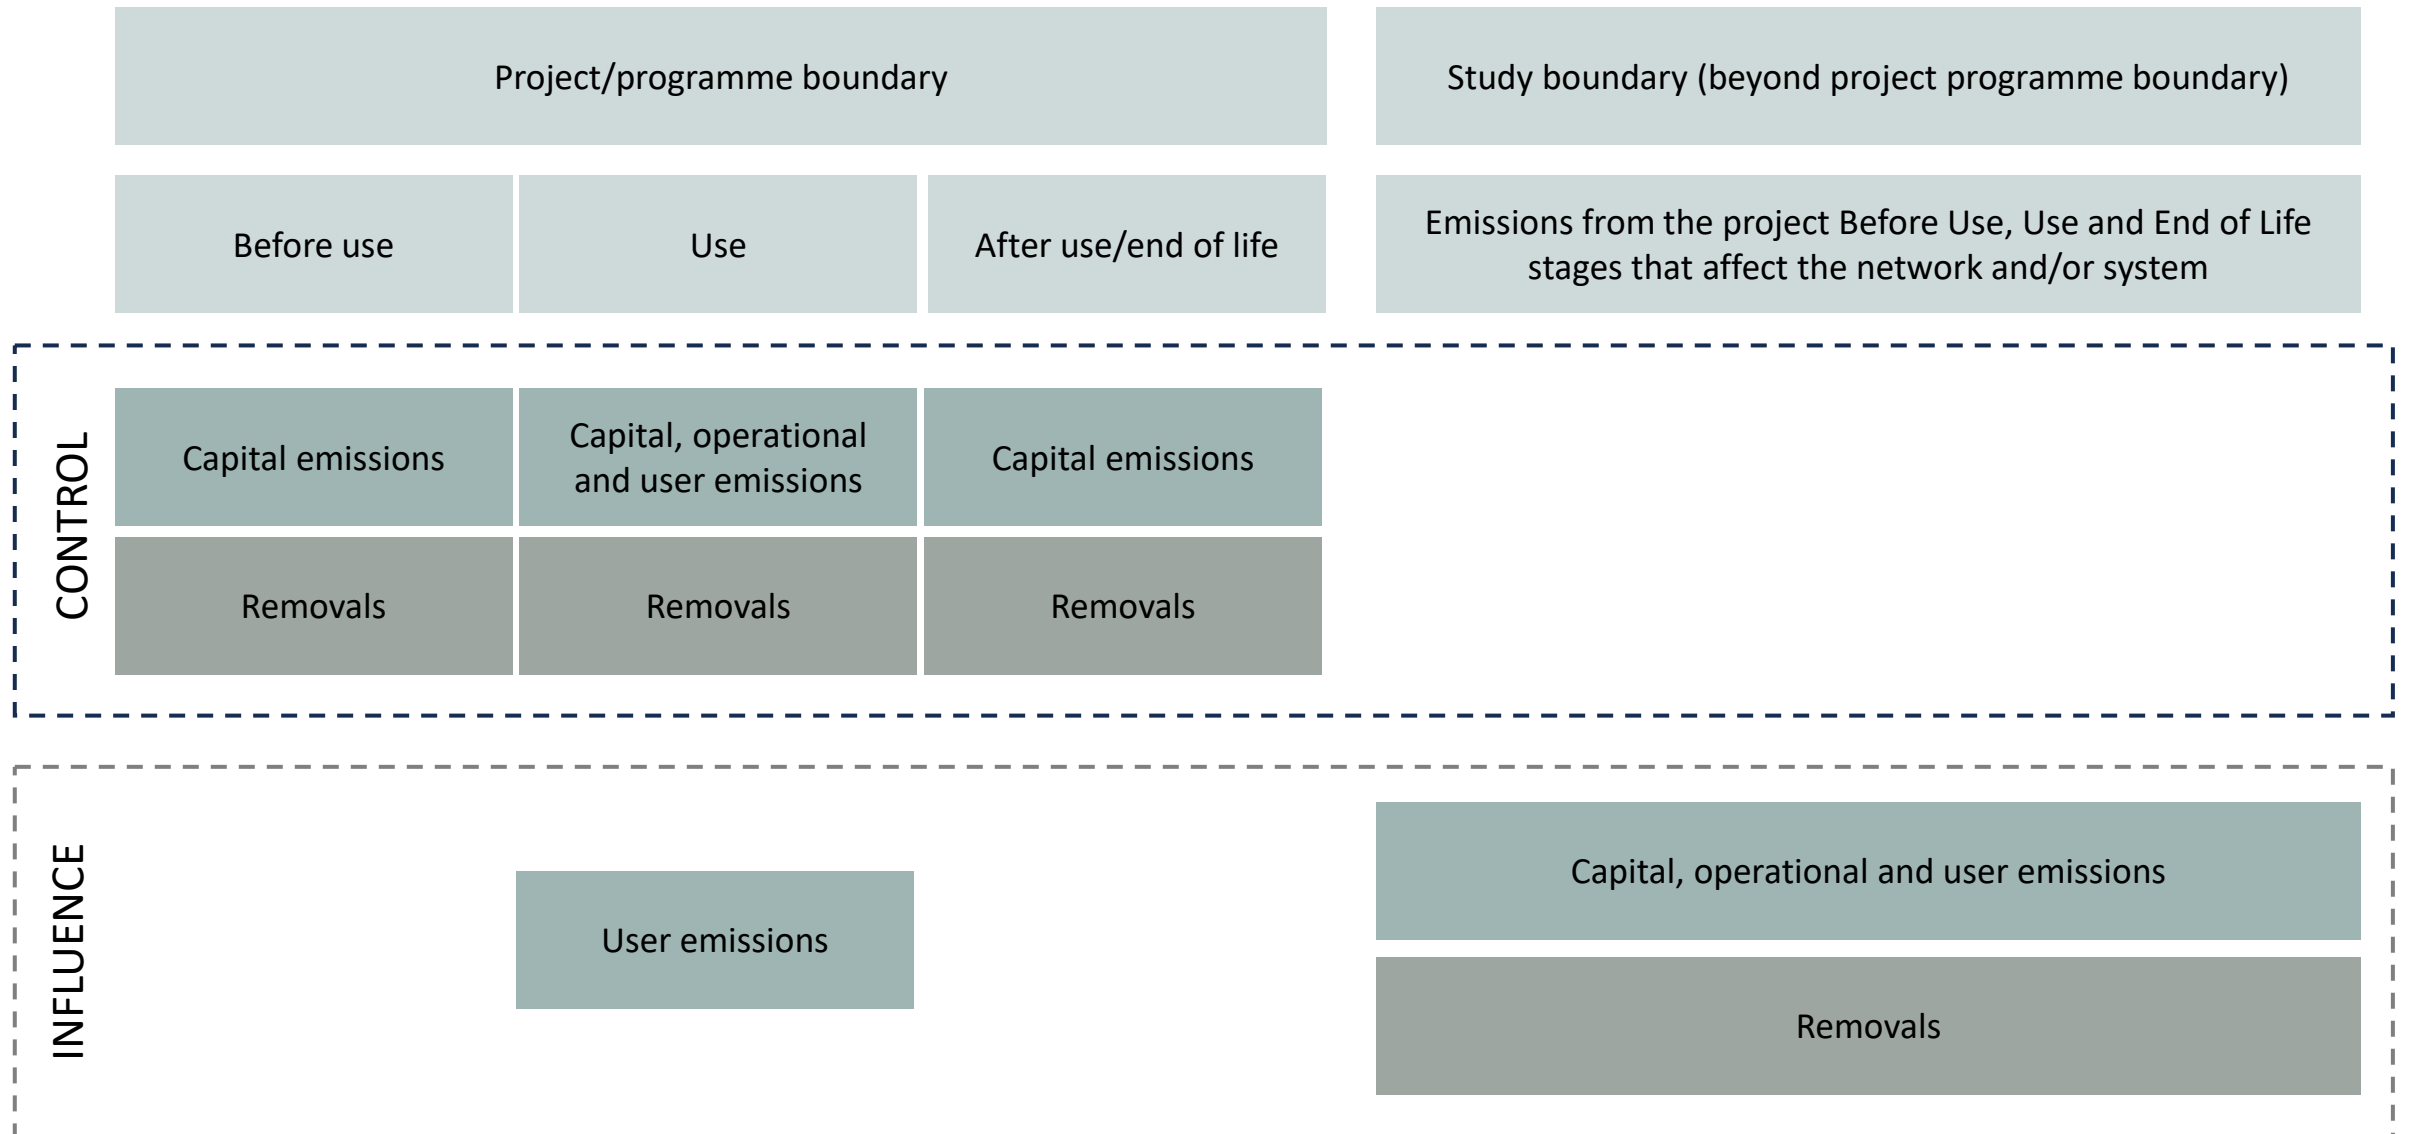 Project/programme boundary
Study boundary (beyond project programme boundary)
Before use
Use
After use/end of life
Emissions from the project Before Use, Use and End of Life
stages that affect the network and/or system
CONTROL
Capital emissions
Capital, operational
and user emissions
Capital emissions
Removals
Removals
Removals
INFLUENCE
User emissions
Capital, operational and user emissions
Removals